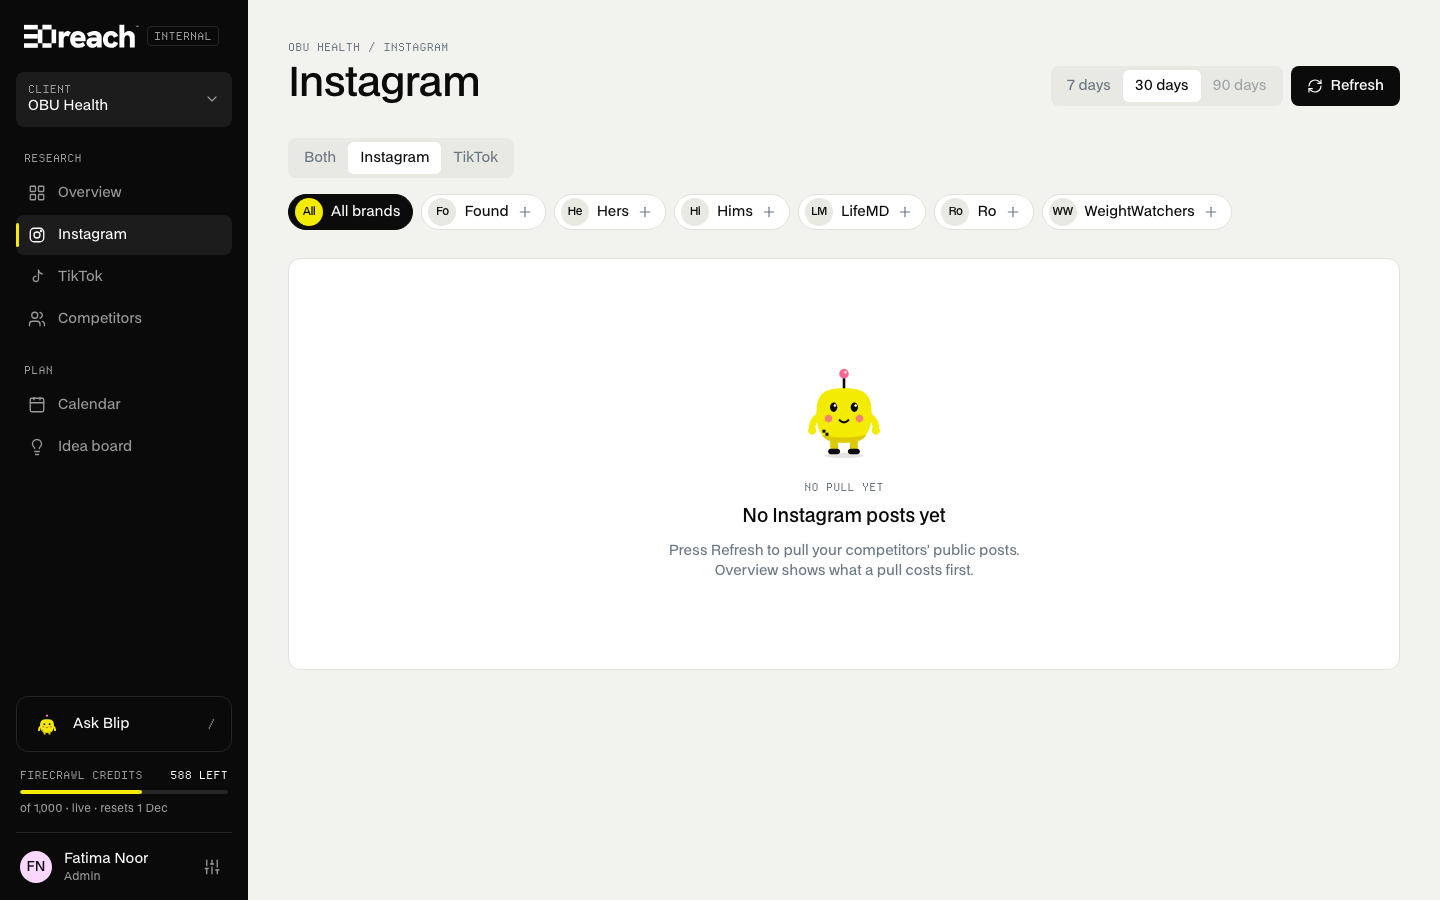 reach
INTERNAL
CLIENT
OBU Health
RESEARCH
Overview
Instagram
TikTok
Competitors
PLAN
Calendar
Idea board
Ask Blip /
FIRECRAWL CREDITS 588 LEFT
of 1,000 · live · resets 1 Dec
FN Fatima Noor
Admin
OBU HEALTH / INSTAGRAM
Instagram
7 days 30 days 90 days Refresh
Both Instagram TikTok
All All brands Fo Found + He Hers + Hi Hims + LM LifeMD + Ro Ro + WW WeightWatchers +
NO PULL YET
No Instagram posts yet
Press Refresh to pull your competitors’ public posts.
Overview shows what a pull costs first.